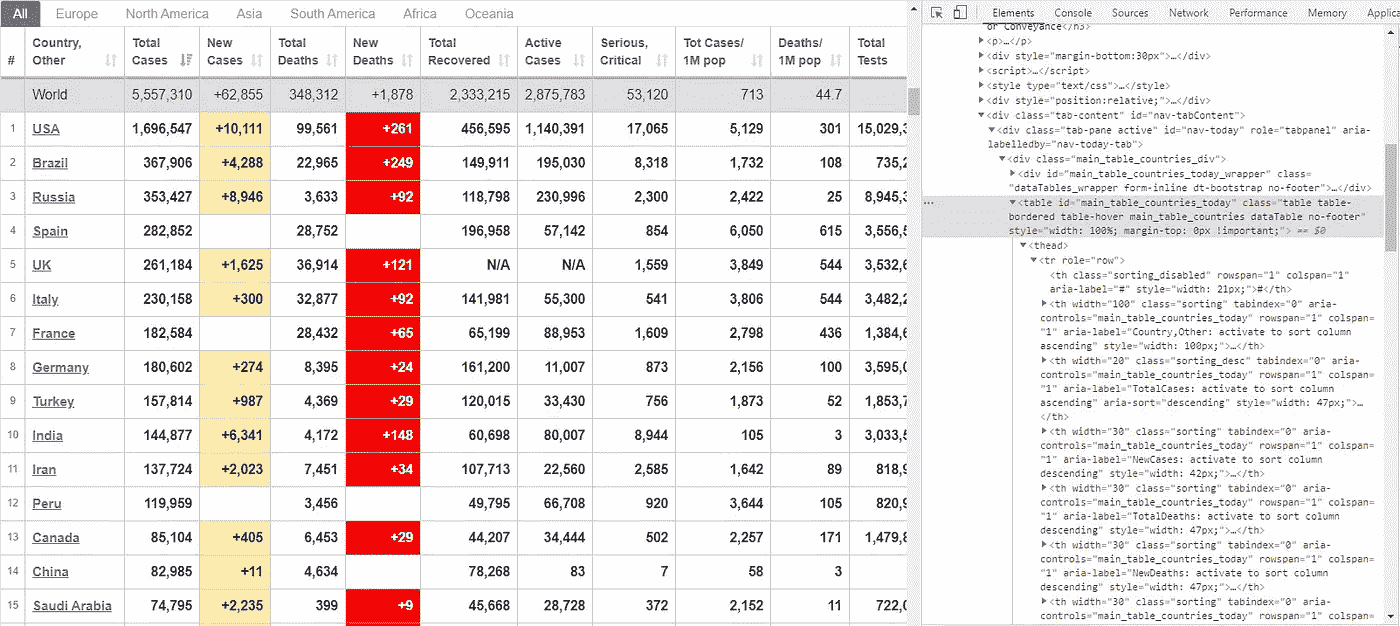 All Europe North America Asia South America Africa Oceania
# Country, Other Total Cases New Cases Total Deaths New Deaths Total Recovered Active Cases Serious, Critical Tot Cases/ 1M pop Deaths/ 1M pop Total Tests
World 5,557,310 +62,855 348,312 +1,878 2,333,215 2,875,783 53,120 713 44.7
1 USA 1,696,547 +10,111 99,561 +261 456,595 1,140,391 17,065 5,129 301 15,029,3
2 Brazil 367,906 +4,288 22,965 +249 149,911 195,030 8,318 1,732 108 735,2
3 Russia 353,427 +8,946 3,633 +92 118,798 230,996 2,300 2,422 25 8,945,3
4 Spain 282,852 28,752 196,958 57,142 854 6,050 615 3,556,5
5 UK 261,184 +1,625 36,914 +121 N/A N/A 1,559 3,849 544 3,532,6
6 Italy 230,158 +300 32,877 +92 141,981 55,300 541 3,806 544 3,482,2
7 France 182,584 28,432 +65 65,199 88,953 1,609 2,798 436 1,384,6
8 Germany 180,602 +274 8,395 +24 161,200 11,007 873 2,156 100 3,595,0
9 Turkey 157,814 +987 4,369 +29 120,015 33,430 756 1,873 52 1,853,7
10 India 144,877 +6,341 4,172 +148 60,698 80,007 8,944 105 3 3,033,5
11 Iran 137,724 +2,023 7,451 +34 107,713 22,560 2,585 1,642 89 818,9
12 Peru 119,959 3,456 49,795 66,708 920 3,644 105 820,9
13 Canada 85,104 +405 6,453 +29 44,207 34,444 502 2,257 171 1,479,8
14 China 82,985 +11 4,634 78,268 83 7 58 3
15 Saudi Arabia 74,795 +2,235 399 +9 45,668 28,728 372 2,152 11 722,0
Elements Console Sources Network Performance Memory Applica
or Conveyance</h3>
<p>…</p>
<div style="margin-bottom:30px">…</div>
<script>…</script>
<style type="text/css">…</style>
<div style="position:relative;">…</div>
<div class="tab-content" id="nav-tabContent">
<div class="tab-pane active" id="nav-today" role="tabpanel" aria-
labelledby="nav-today-tab">
<div class="main_table_countries_div">
<div id="main_table_countries_today_wrapper" class=
"dataTables_wrapper form-inline dt-bootstrap no-footer">…</div>
<table id="main_table_countries_today" class="table table-
bordered table-hover main_table_countries dataTable no-footer"
style="width: 100%; margin-top: 0px !important;"> == $0
<thead>
<tr role="row">
<th class="sorting_disabled" rowspan="1" colspan="1"
aria-label="#" style="width: 21px;">#</th>
<th width="100" class="sorting" tabindex="0" aria-
controls="main_table_countries_today" rowspan="1" colspan=
"1" aria-label="Country,Other: activate to sort column
ascending" style="width: 100px;">…</th>
<th width="20" class="sorting_desc" tabindex="0" aria-
controls="main_table_countries_today" rowspan="1" colspan=
"1" aria-label="TotalCases: activate to sort column
ascending" aria-sort="descending" style="width: 47px;">…
</th>
<th width="30" class="sorting" tabindex="0" aria-
controls="main_table_countries_today" rowspan="1" colspan=
"1" aria-label="NewCases: activate to sort column
descending" style="width: 42px;">…</th>
<th width="30" class="sorting" tabindex="0" aria-
controls="main_table_countries_today" rowspan="1" colspan=
"1" aria-label="TotalDeaths: activate to sort column
descending" style="width: 47px;">…</th>
<th width="30" class="sorting" tabindex="0" aria-
controls="main_table_countries_today" rowspan="1" colspan=
"1" aria-label="NewDeaths: activate to sort column
descending" style="width: 47px;">…</th>
<th width="30" class="sorting" tabindex="0" aria-
controls="main_table_countries_today" rowspan="1" colspan=